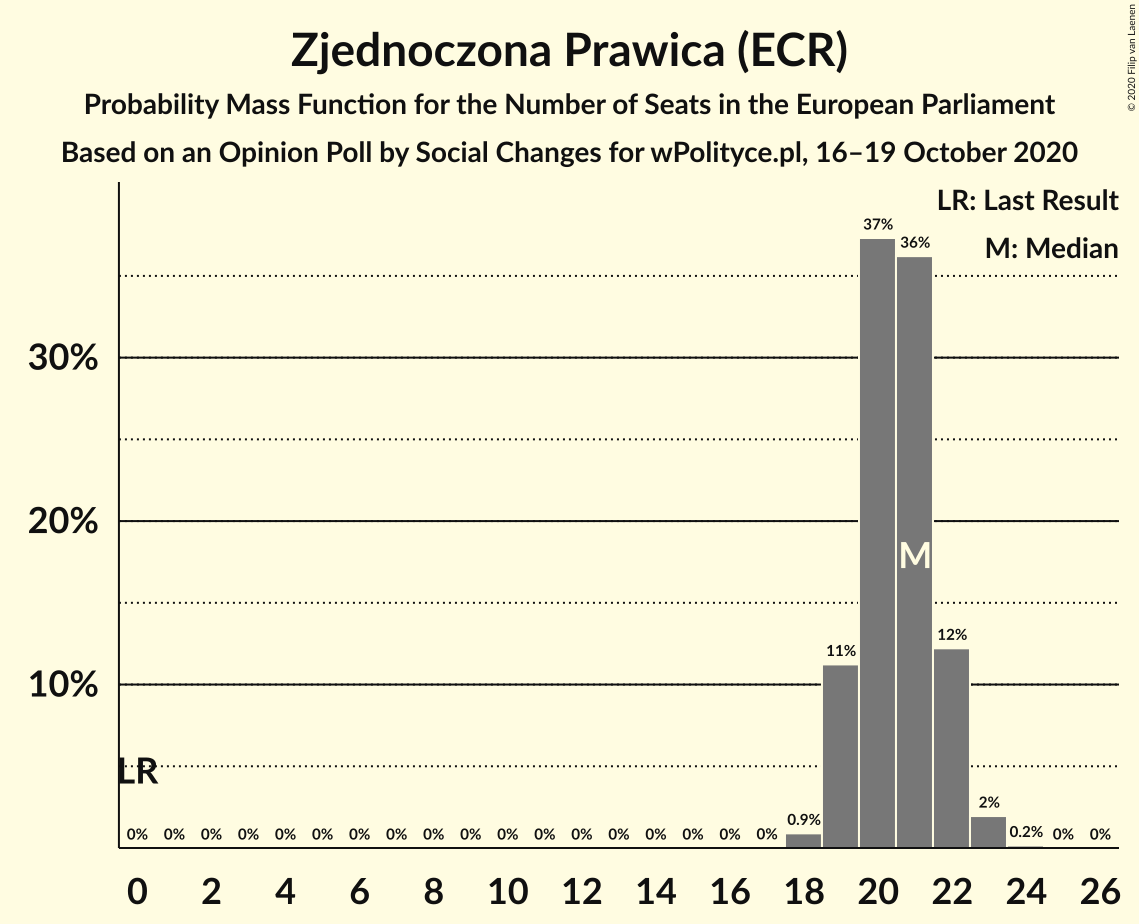 Zjednoczona Prawica (ECR)
Probability Mass Function for the Number of Seats in the European Parliament
Based on an Opinion Poll by Social Changes for wPolityce.pl, 16–19 October 2020
© 2020 Filip van Laenen
LR: Last Result
M: Median
37%
36%
30%
20%
M
12%
11%
10%
LR
2%
0% 0% 0% 0% 0% 0% 0% 0% 0% 0% 0% 0% 0% 0% 0% 0% 0% 0% 0.9% 0.2% 0% 0%
0 2 4 6 8 10 12 14 16 18 20 22 24 26